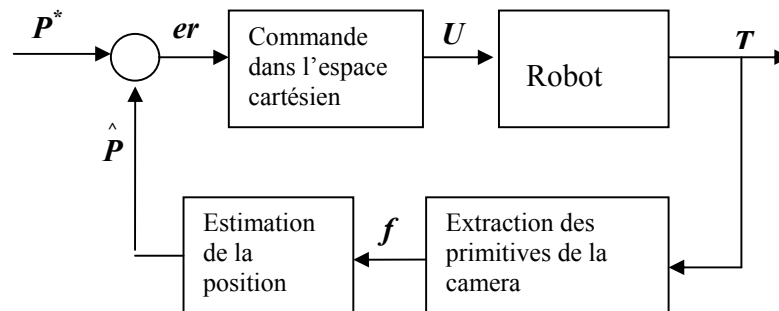 P*
er
Commande
dans l'espace
cartésien
U
Robot
T
P̂
Estimation
de la
position
f
Extraction des
primitives de la
camera